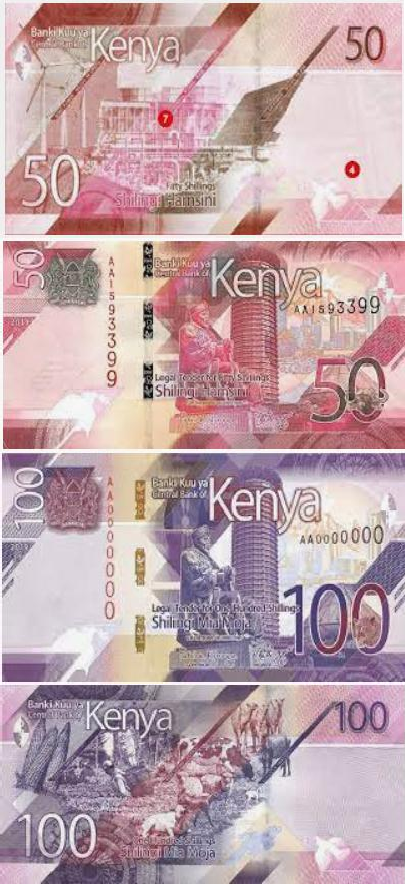 Banki Kuu ya
Central Bank of
Kenya
50
7
4
50
Fifty Shillings
Shilingi Hamsini
50
2019
AA1593399
Banki Kuu ya
Central Bank of
Kenya
AA1593399
Legal Tender for Fifty Shillings
Shilingi Hamsini
50
100
AA0000000
Banki Kuu ya
Central Bank of
Kenya
AA0000000
Legal Tender for One Hundred Shillings
Shilingi Mia Moja
100
Banki Kuu ya
Central Bank of
Kenya
100
100
One Hundred Shillings
Shilingi Mia Moja